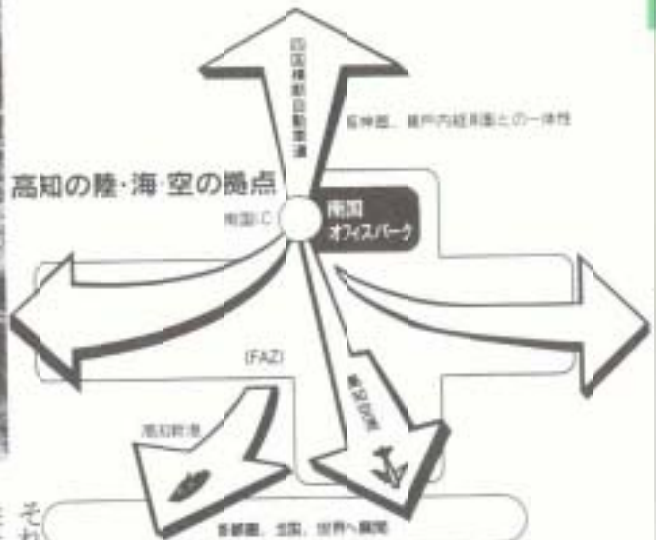 四国横断自動車道
阪神圏、瀬戸内経済圏との一体性
高知の陸・海・空の拠点
南国I.C
南国
オフィスパーク
(FAZ)
高知空港
高知新港
首都圏、全国、世界へ展開
それ